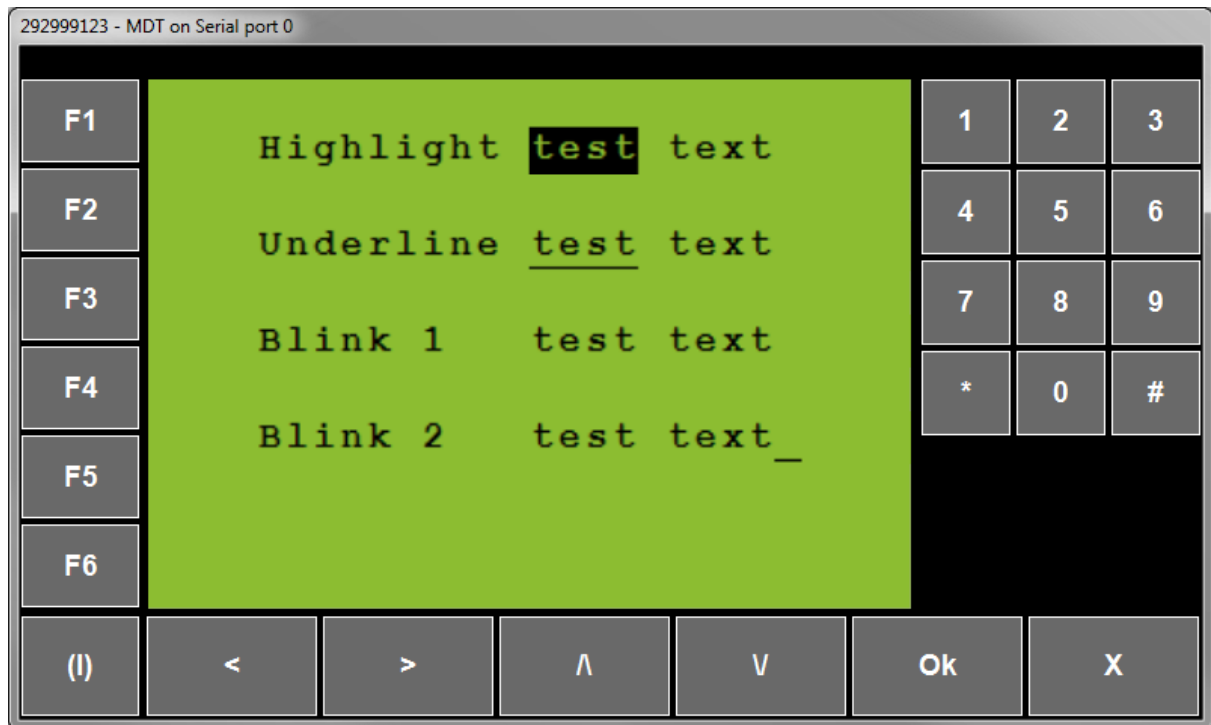 292999123 - MDT on Serial port 0
F1
F2
F3
F4
F5
F6
Highlight test text
Underline test text
Blink 1 test text
Blink 2 test text_
1 2 3
4 5 6
7 8 9
* 0 #
(I) < > /\ \/ Ok X